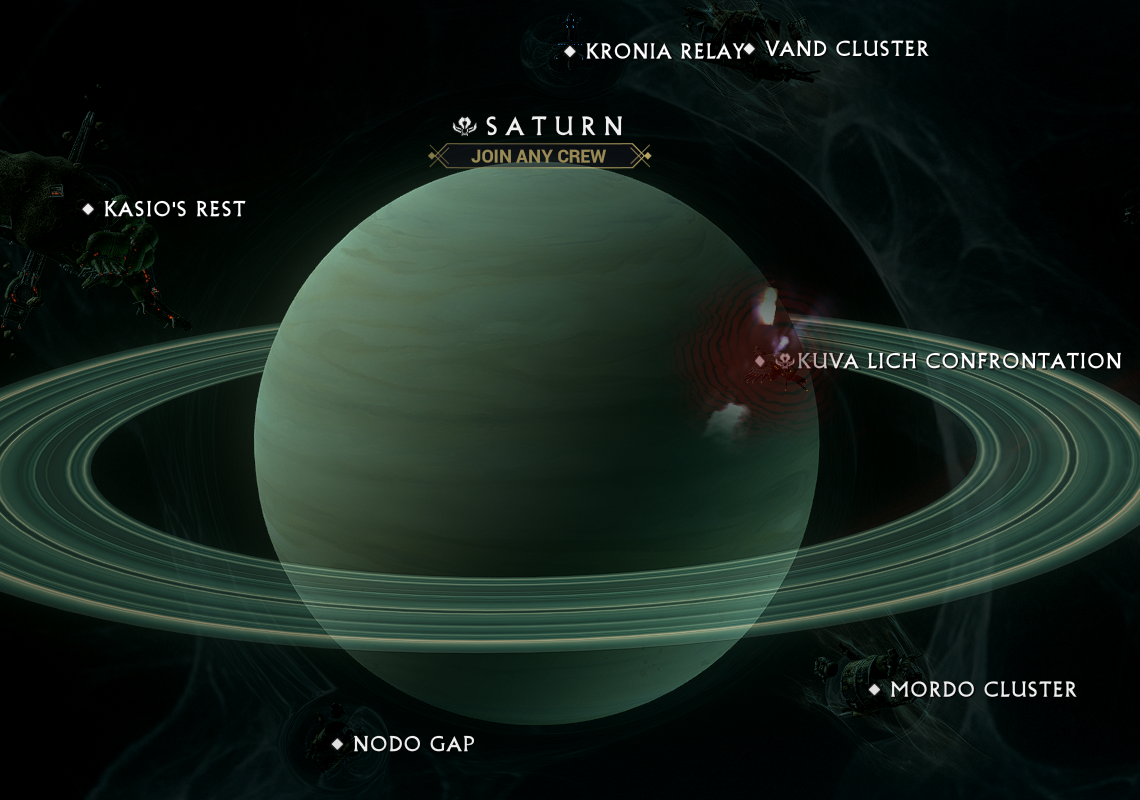 KRONIA RELAY
VAND CLUSTER
SATURN
JOIN ANY CREW
KASIO'S REST
KUVA LICH CONFRONTATION
MORDO CLUSTER
NODO GAP